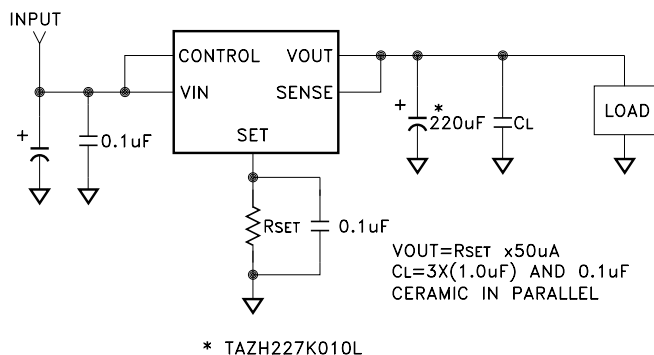 INPUT
CONTROL VOUT
VIN SENSE
SET
+
0.1uF
+
*
220uF
CL
LOAD
RSET
0.1uF
VOUT=RSET x50uA
CL=3X(1.0uF) AND 0.1uF
CERAMIC IN PARALLEL
* TAZH227K010L